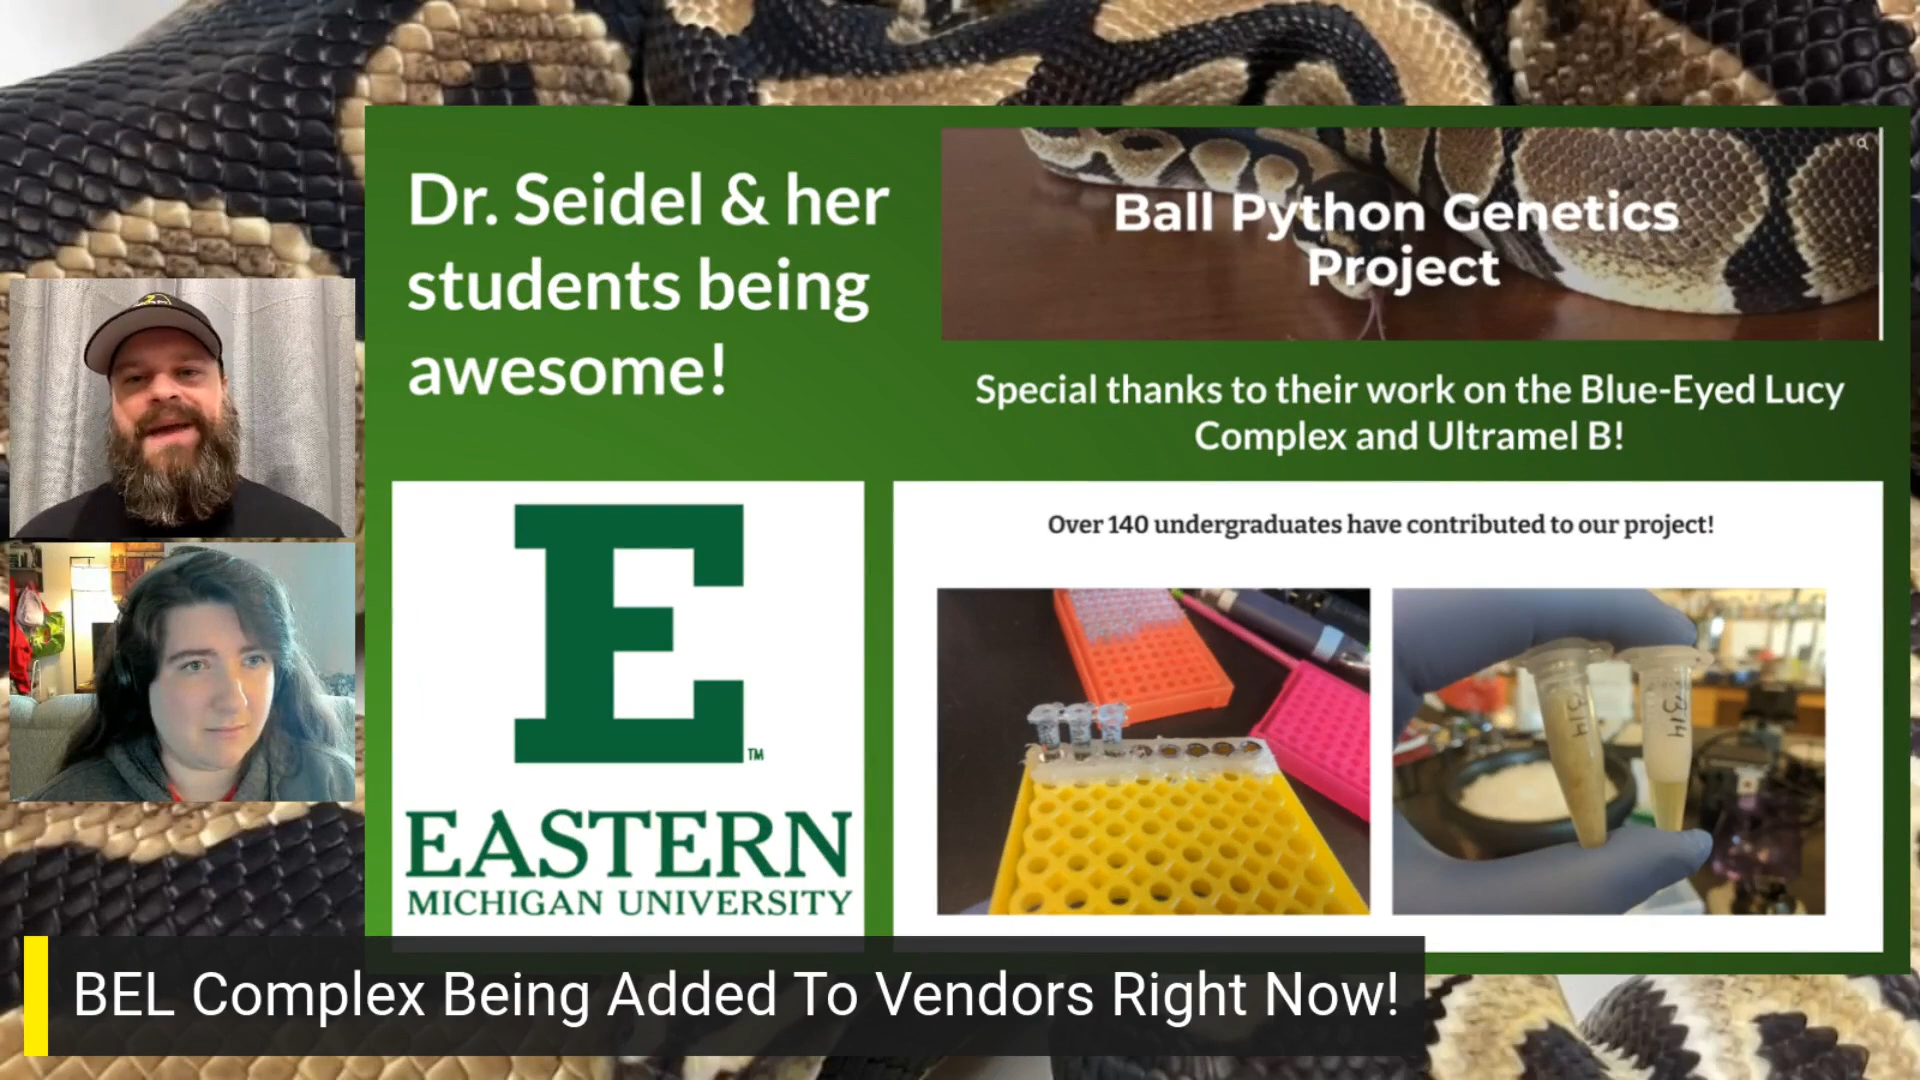 Dr. Seidel & her
students being
awesome!
Ball Python Genetics
Project
Special thanks to their work on the Blue-Eyed Lucy
Complex and Ultramel B!
E
TM
EASTERN
MICHIGAN UNIVERSITY
Over 140 undergraduates have contributed to our project!
314
314
BEL Complex Being Added To Vendors Right Now!